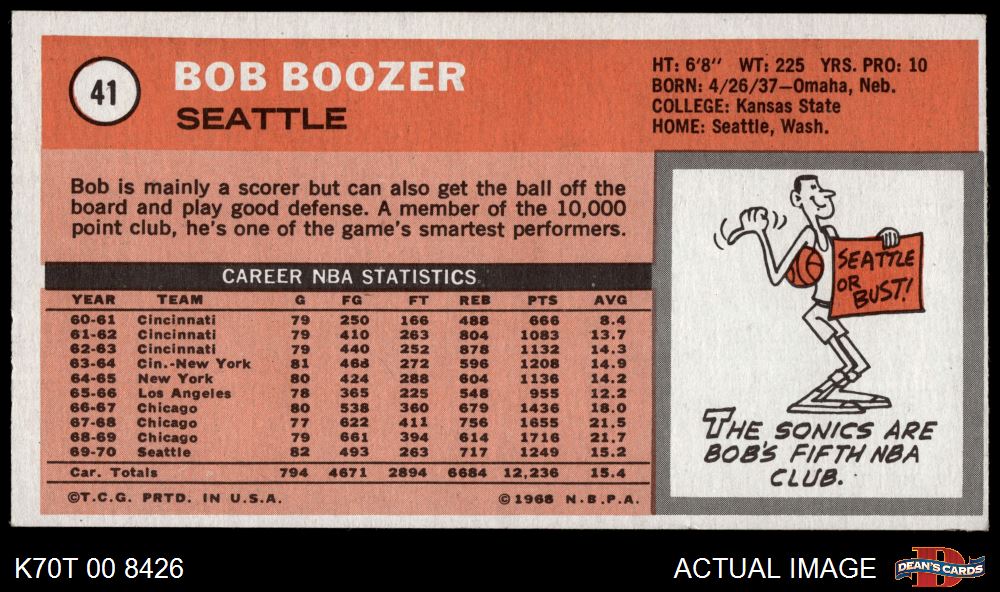 41
BOB BOOZER
SEATTLE
HT: 6'8" WT: 225 YRS. PRO: 10
BORN: 4/26/37—Omaha, Neb.
COLLEGE: Kansas State
HOME: Seattle, Wash.
Bob is mainly a scorer but can also get the ball off the
board and play good defense. A member of the 10,000
point club, he's one of the game's smartest performers.
CAREER NBA STATISTICS
YEAR TEAM G FG FT REB PTS AVG
60-61 Cincinnati 79 250 166 488 666 8.4
61-62 Cincinnati 79 410 263 804 1083 13.7
62-63 Cincinnati 79 440 252 878 1132 14.3
63-64 Cin.-New York 81 468 272 596 1208 14.9
64-65 New York 80 424 288 604 1136 14.2
65-66 Los Angeles 78 365 225 548 955 12.2
66-67 Chicago 80 538 360 679 1436 18.0
67-68 Chicago 77 622 411 756 1655 21.5
68-69 Chicago 79 661 394 614 1716 21.7
69-70 Seattle 82 493 263 717 1249 15.2
Car. Totals 794 4671 2894 6684 12,236 15.4
©T.C.G. PRTD. IN U.S.A. ©1968 N.B.P.A.
SEATTLE
OR
BUST!
THE SONICS ARE
BOB'S FIFTH NBA
CLUB.
K70T 00 8426
ACTUAL IMAGE
D
DEAN'S CARDS